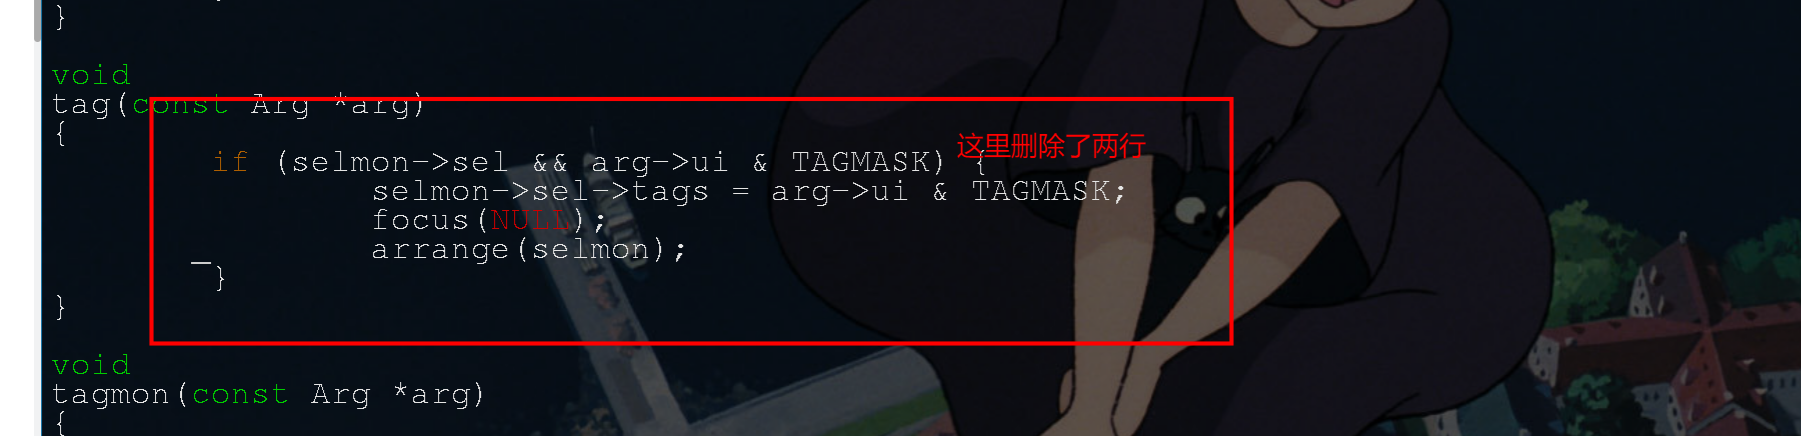 }
void
tag(const Arg *arg)
{
这里删除了两行
if (selmon->sel && arg->ui & TAGMASK) {
selmon->sel->tags = arg->ui & TAGMASK;
focus(NULL);
arrange(selmon);
_
}
}
void
tagmon(const Arg *arg)
{